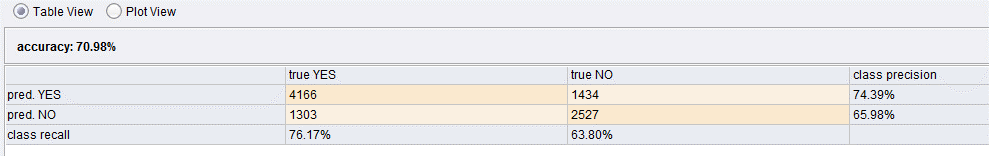 Table View Plot View
accuracy: 70.98%
true YES true NO class precision
pred. YES 4166 1434 74.39%
pred. NO 1303 2527 65.98%
class recall 76.17% 63.80%